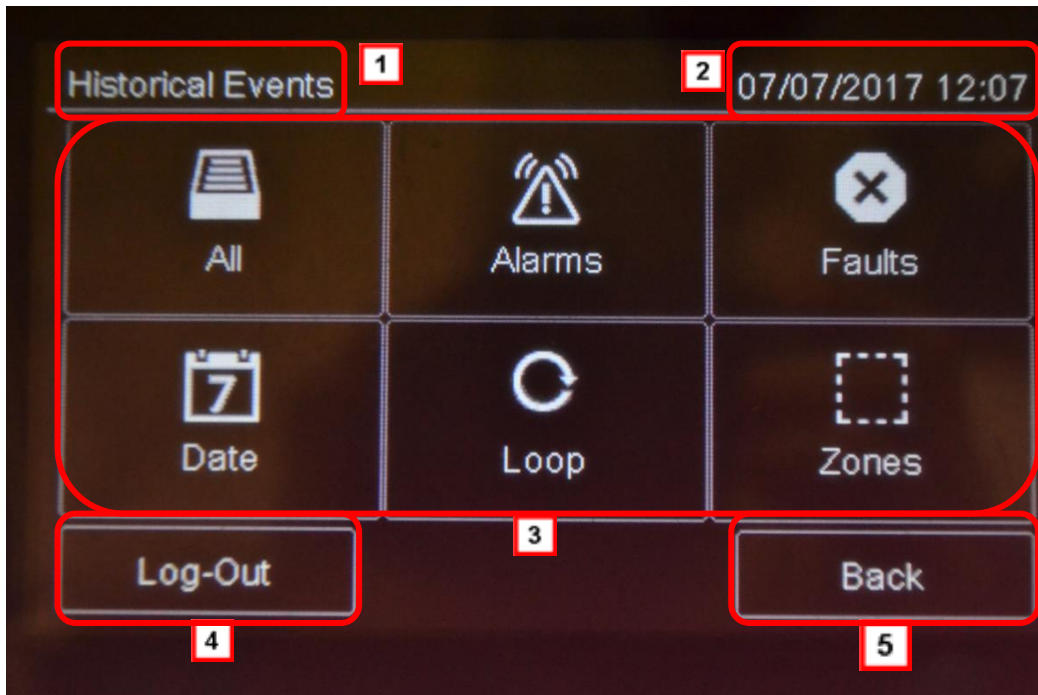 Historical Events
1
2
07/07/2017 12:07
All
Alarms
Faults
7
Date
Loop
Zones
3
Log-Out
Back
4
5